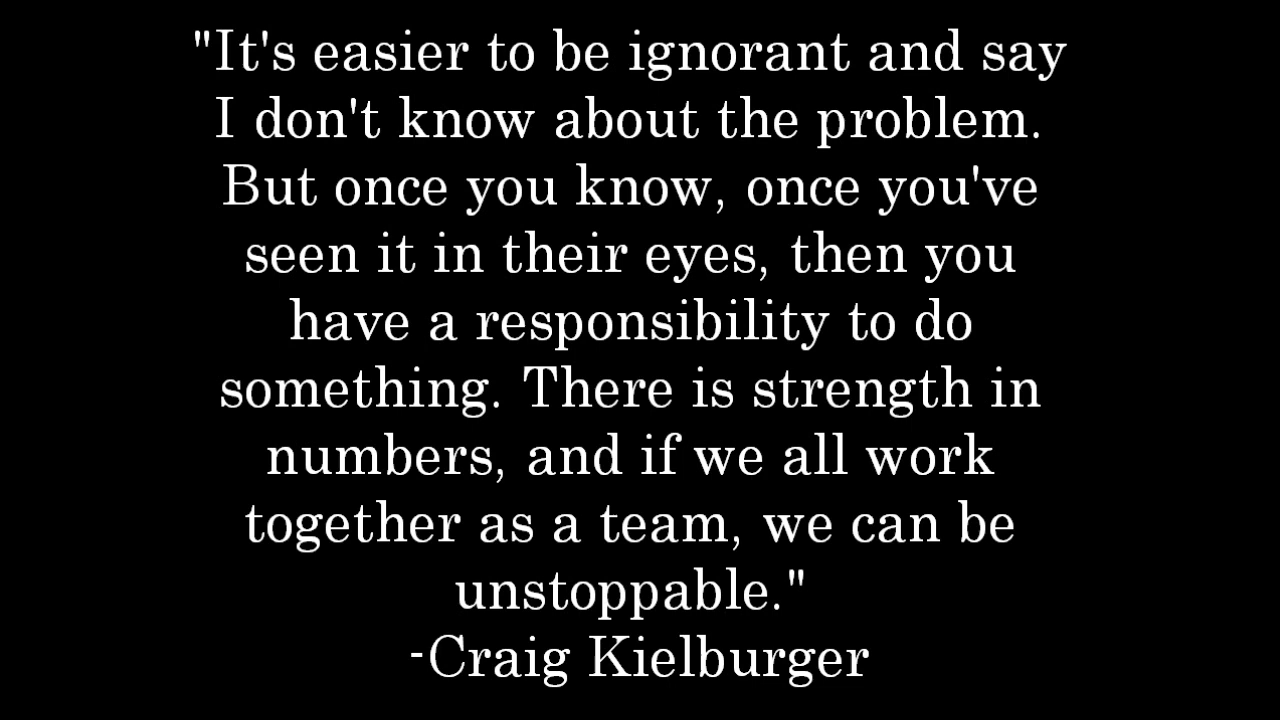 "It's easier to be ignorant and say
I don't know about the problem.
But once you know, once you've
seen it in their eyes, then you
have a responsibility to do
something. There is strength in
numbers, and if we all work
together as a team, we can be
unstoppable."
-Craig Kielburger